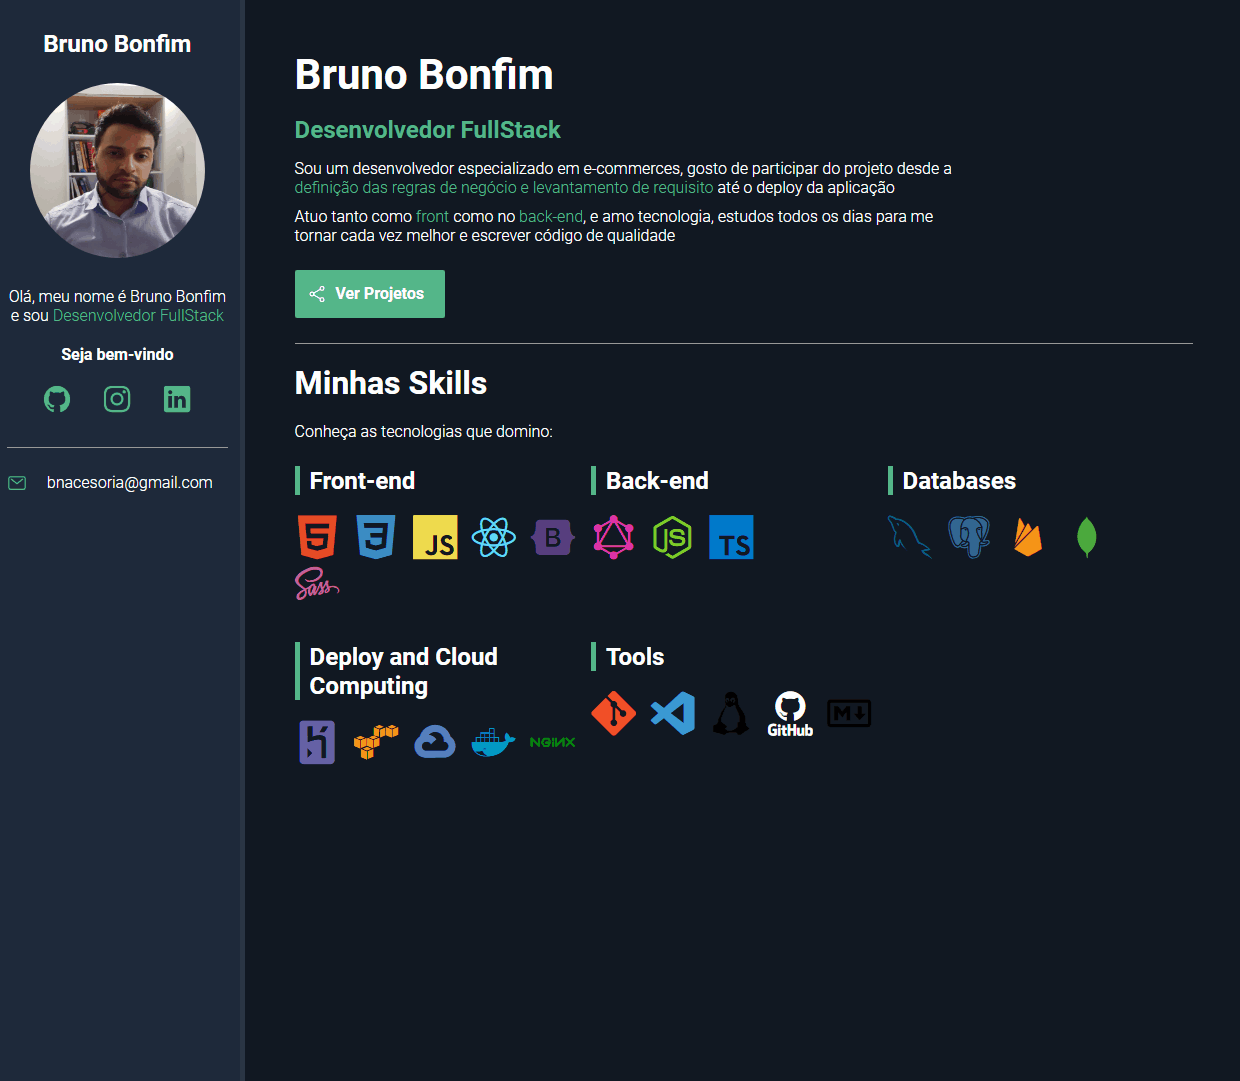 Bruno Bonfim
Olá, meu nome é Bruno Bonfim
e sou Desenvolvedor FullStack
Seja bem-vindo
bnacesoria@gmail.com
Bruno Bonfim
Desenvolvedor FullStack
Sou um desenvolvedor especializado em e-commerces, gosto de participar do projeto desde a
definição das regras de negócio e levantamento de requisito até o deploy da aplicação
Atuo tanto como front como no back-end, e amo tecnologia, estudos todos os dias para me
tornar cada vez melhor e escrever código de qualidade
Ver Projetos
Minhas Skills
Conheça as tecnologias que domino:
Front-end
JS
B
Sass
Back-end
JS
TS
Databases
Deploy and Cloud
Computing
NGINX
Tools
GitHub
M